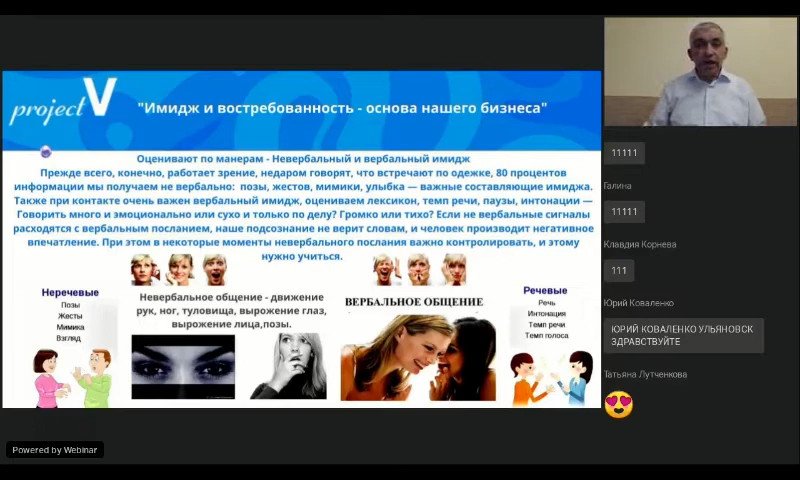 project V
"Имидж и востребованность - основа нашего бизнеса"
Оценивают по манерам - Невербальный и вербальный имидж
Прежде всего, конечно, работает зрение, недаром говорят, что встречают по одежке, 80 процентов
информации мы получаем не вербально: позы, жестов, мимики, улыбка — важные составляющие имиджа.
Также при контакте очень важен вербальный имидж, оцениваем лексикон, темп речи, паузы, интонации —
Говорить много и эмоционально или сухо и только по делу? Громко или тихо? Если не вербальные сигналы
расходятся с вербальным посланием, наше подсознание не верит словам, и человек производит негативное
впечатление. При этом в некоторые моменты невербального послания важно контролировать, и этому
нужно учиться.
Неречевые
Позы
Жесты
Мимика
Взгляд
Невербальное общение - движение
рук, ног, туловища, вырожение глаз,
вырожение лица,позы.
ВЕРБАЛЬНОЕ ОБЩЕНИЕ
Речевые
Речь
Интонация
Темп речи
Темп голоса
11111
Галина
11111
Клавдия Корнева
111
Юрий Коваленко
ЮРИЙ КОВАЛЕНКО УЛЬЯНОВСК
ЗДРАВСТВУЙТЕ
Татьяна Лутченкова
Powered by Webinar